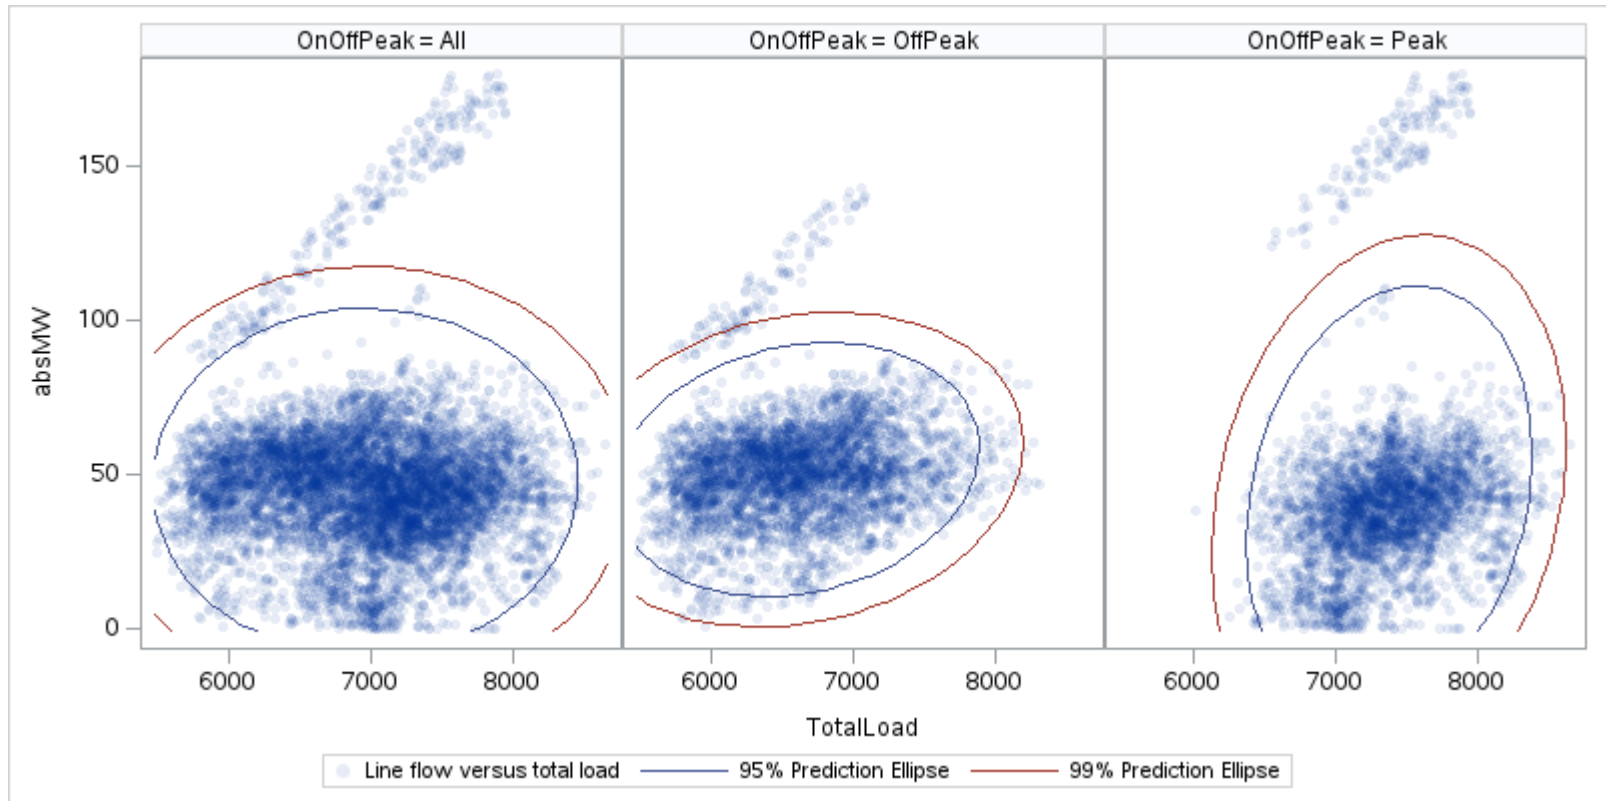 OnOffPeak = All
OnOffPeak = OffPeak
OnOffPeak = Peak
absMW
150
100
50
0
6000 7000 8000
6000 7000 8000
6000 7000 8000
TotalLoad
Line flow versus total load
95% Prediction Ellipse
99% Prediction Ellipse